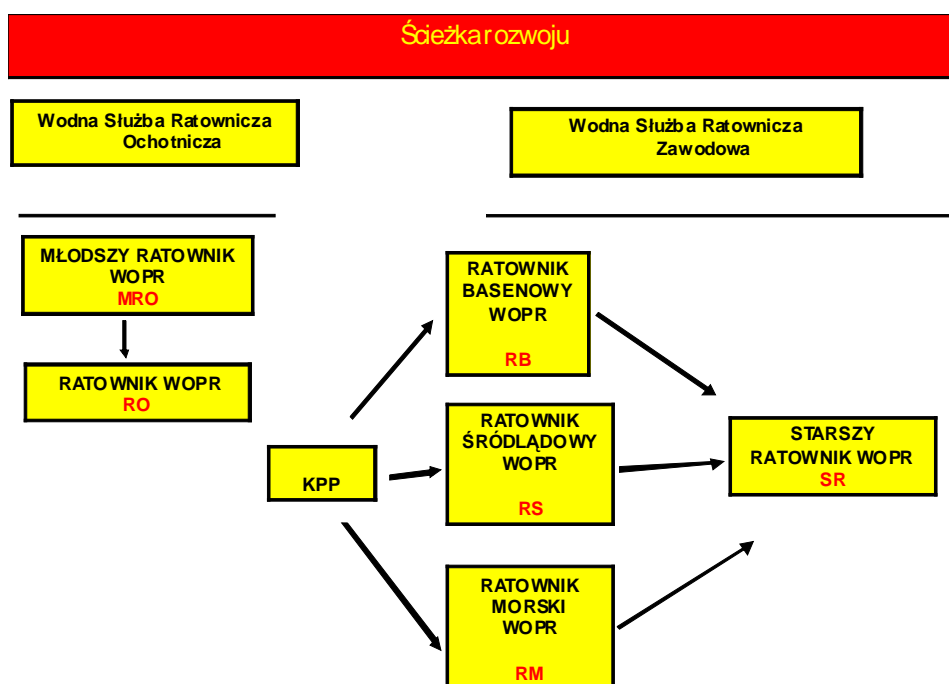 Ścieżka rozwoju
Wodna Służba Ratownicza
Ochotnicza
Wodna Służba Ratownicza
Zawodowa
MŁODSZY RATOWNIK
WOPR
MRO
RATOWNIK WOPR
RO
KPP
RATOWNIK
BASENOWY
WOPR
RB
RATOWNIK
ŚRÓDLĄDOWY
WOPR
RS
RATOWNIK
MORSKI
WOPR
RM
STARSZY
RATOWNIK WOPR
SR